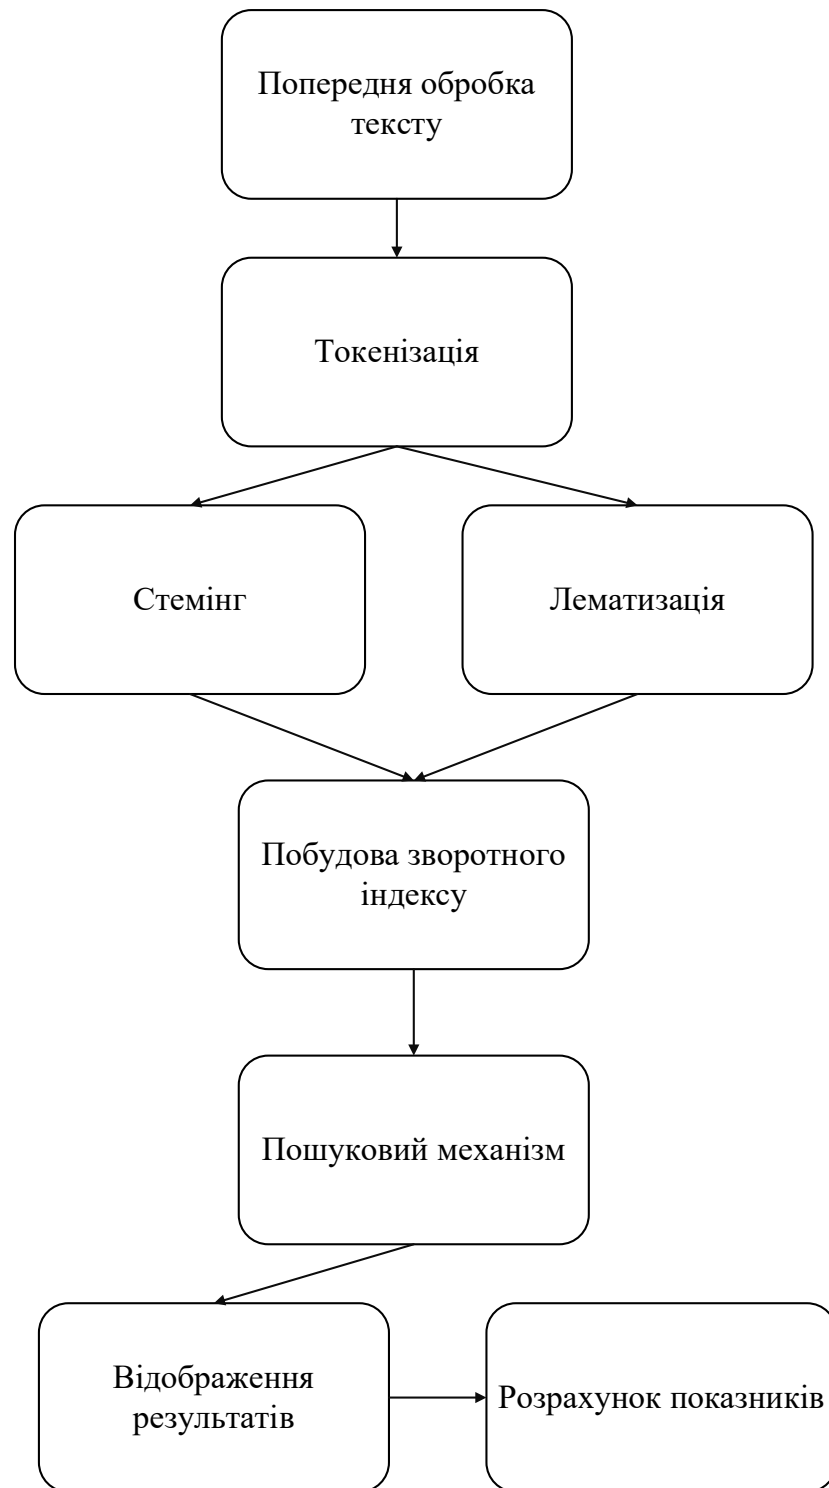 Попередня обробка
тексту
Токенізація
Стемінг
Лематизація
Побудова зворотного
індексу
Пошуковий механізм
Відображення
результатів
Розрахунок показників